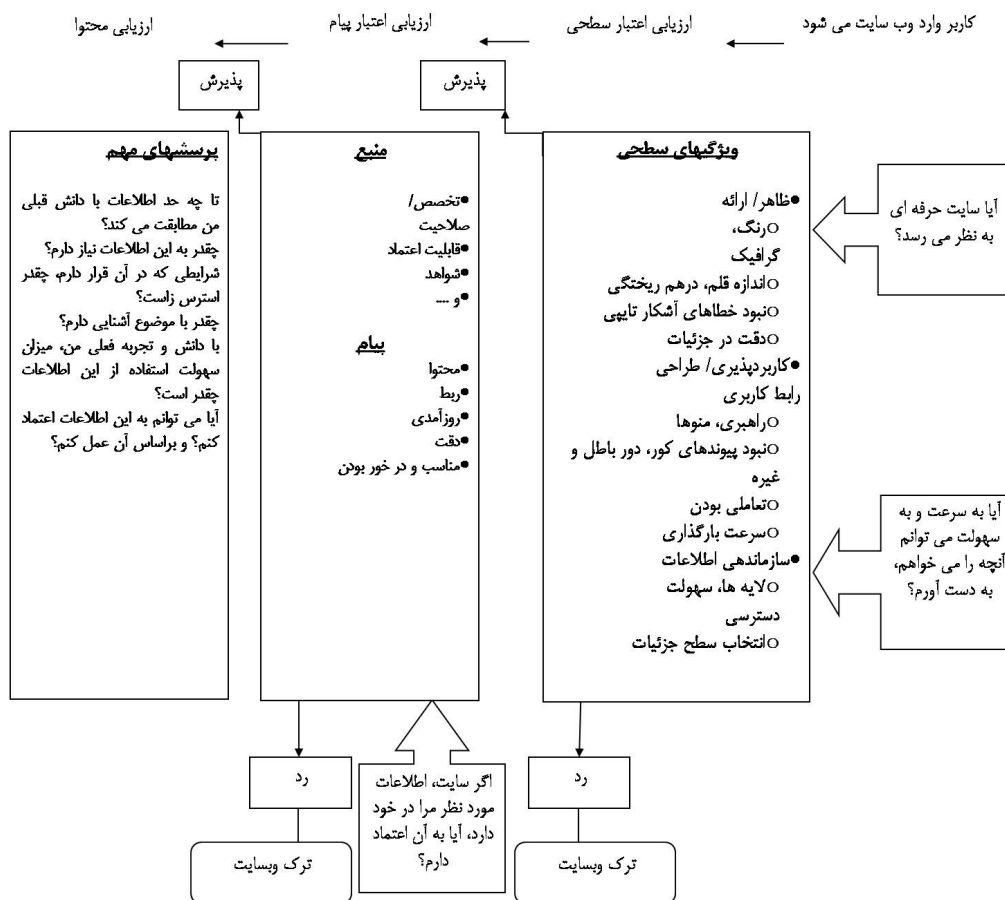 کاربر وارد وب سایت می شود
ارزیابی اعتبار سطحی
ارزیابی اعتبار پیام
ارزیابی محتوا
پذیرش
پذیرش
آیا سایت حرفه ای
به نظر می رسد؟
آیا به سرعت و به
سهولت می توانم
آنچه را می خواهم،
به دست آورم؟
ویژگیهای سطحی
●ظاهر/ ارائه
○رنگ،
گرافیک
○اندازه قلم، درهم ریختگی
○نبود خطاهای آشکار تایپی
○دقت در جزئیات
●کاربردپذیری/ طراحی
رابط کاربری
○راهبری، منوها
○نبود پیوندهای کور، دور باطل و
غیره
○تعاملی بودن
○سرعت بارگذاری
●سازماندهی اطلاعات
○لایه ها، سهولت
دسترسی
○انتخاب سطح جزئیات
منبع
●تخصص/
صلاحیت
●قابلیت اعتماد
●شواهد
●و ....
پیام
●محتوا
●ربط
●روزآمدی
●دقت
●مناسب و در خور بودن
پرسشهای مهم
تا چه حد اطلاعات با دانش قبلی
من مطابقت می کند؟
چقدر به این اطلاعات نیاز دارم؟
شرایطی که در آن قرار دارم، چقدر
استرس زاست؟
چقدر با موضوع آشنایی دارم؟
با دانش و تجربه فعلی من، میزان
سهولت استفاده از این اطلاعات
چقدر است؟
آیا می توانم به این اطلاعات اعتماد
کنم؟ و براساس آن عمل کنم؟
رد
ترک وبسایت
اگر سایت، اطلاعات
مورد نظر مرا در خود
دارد، آیا به آن اعتماد
دارم؟
رد
ترک وبسایت